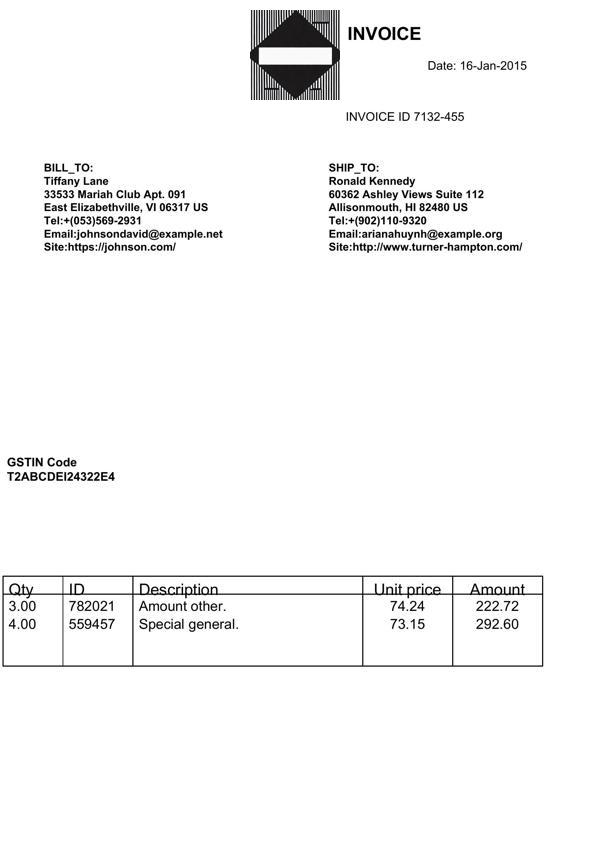 INVOICE
Date: 16-Jan-2015
INVOICE ID 7132-455
BILL_TO:
Tiffany Lane
33533 Mariah Club Apt. 091
East Elizabethville, VI 06317 US
Tel:+(053)569-2931
Email:johnsondavid@example.net
Site:https://johnson.com/
SHIP_TO:
Ronald Kennedy
60362 Ashley Views Suite 112
Allisonmouth, HI 82480 US
Tel:+(902)110-9320
Email:arianahuynh@example.org
Site:http://www.turner-hampton.com/
GSTIN Code
T2ABCDEI24322E4
Qty ID Description Unit price Amount
3.00 782021 Amount other. 74.24 222.72
4.00 559457 Special general. 73.15 292.60